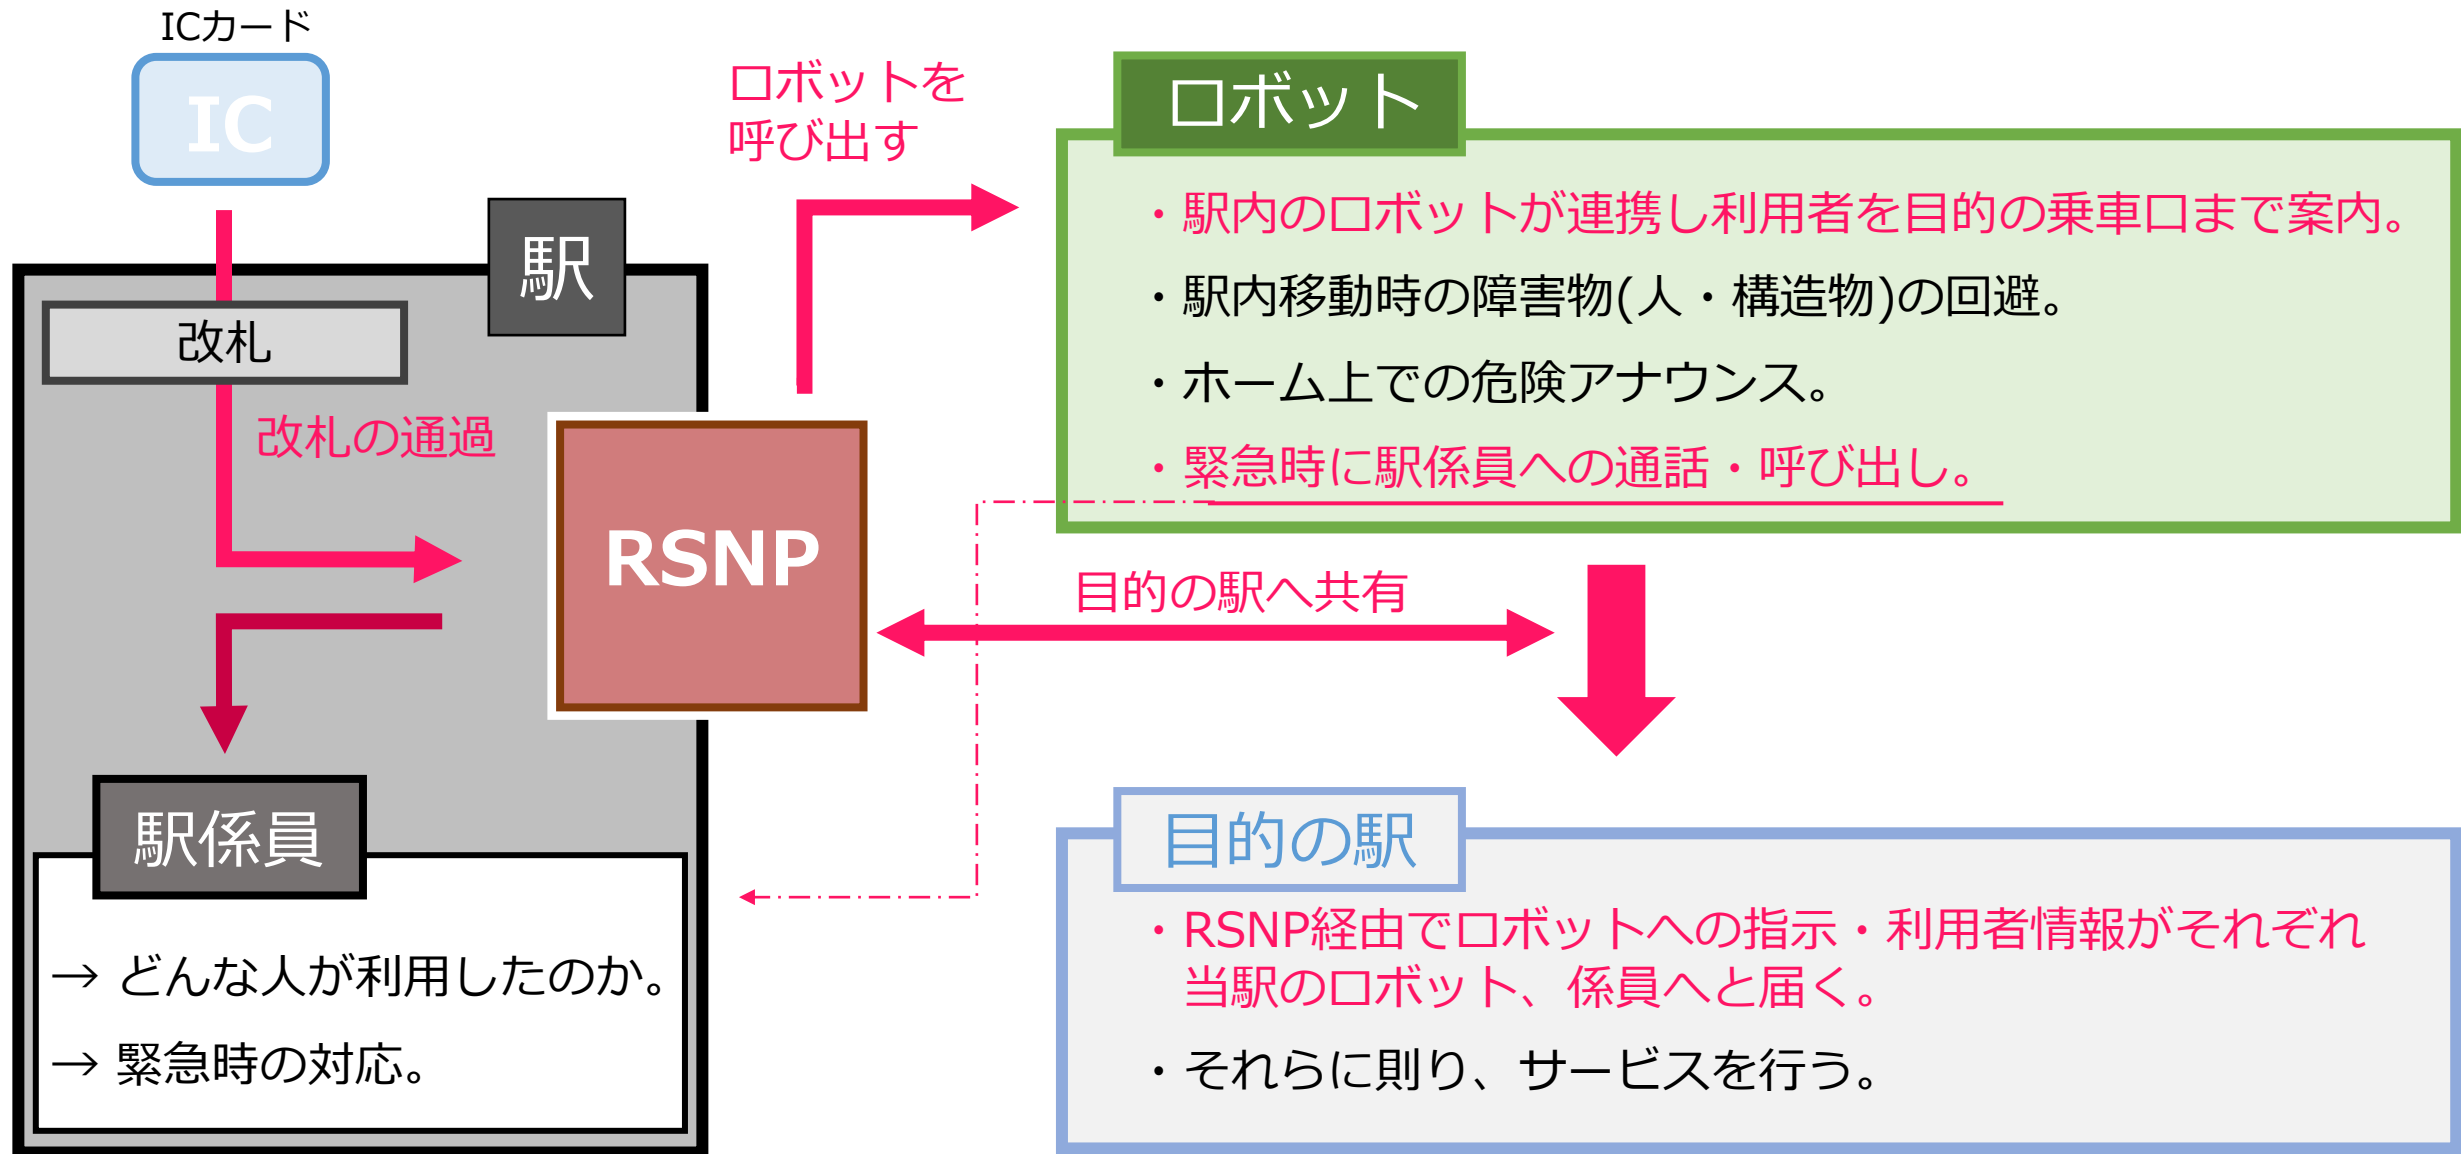 ICカード
IC
駅
改札
改札の通過
RSNP
駅係員
→ どんな人が利用したのか。
→ 緊急時の対応。
ロボットを
呼び出す
ロボット
・駅内のロボットが連携し利用者を目的の乗車口まで案内。
・駅内移動時の障害物(人・構造物)の回避。
・ホーム上での危険アナウンス。
・緊急時に駅係員への通話・呼び出し。
目的の駅へ共有
目的の駅
・RSNP経由でロボットへの指示・利用者情報がそれぞれ
当駅のロボット、係員へと届く。
・それらに則り、サービスを行う。